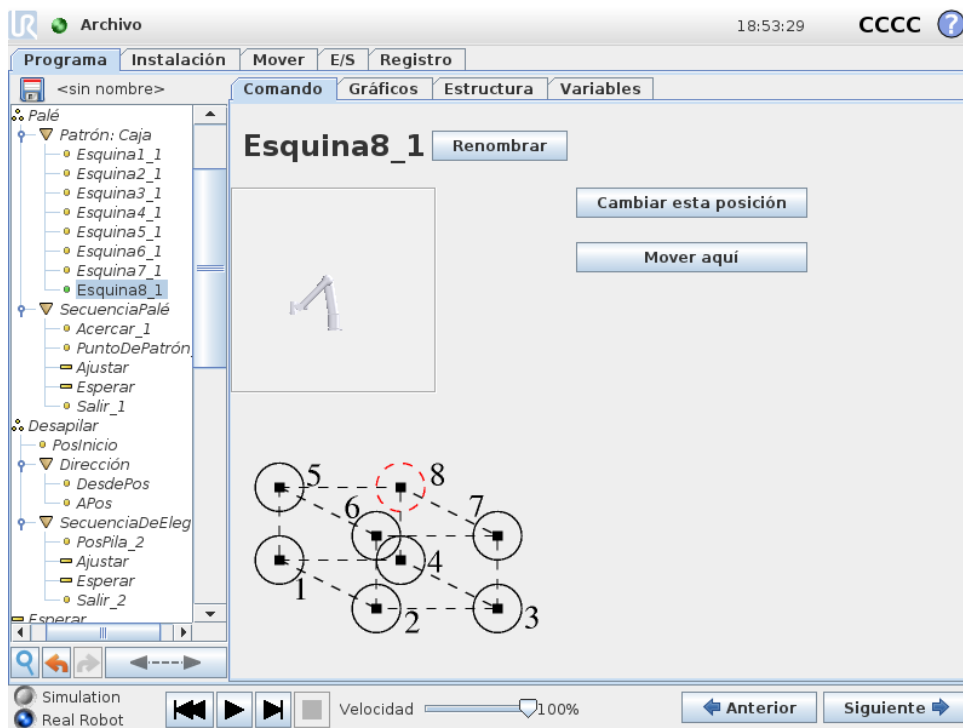 UR Archivo 18:53:29 CCCC ?
Programa Instalación Mover E/S Registro
<sin nombre> Comando Gráficos Estructura Variables
Palé
Patrón: Caja
Esquina1_1
Esquina2_1
Esquina3_1
Esquina4_1
Esquina5_1
Esquina6_1
Esquina7_1
Esquina8_1
SecuenciaPalé
Acercar_1
PuntoDePatrón_
Ajustar
Esperar
Salir_1
Desapilar
PosInicio
Dirección
DesdePos
APos
SecuenciaDeEleg
PosPila_2
Ajustar
Esperar
Salir_2
Esperar
Esquina8_1 Renombrar
Cambiar esta posición
Mover aquí
5 8
6 7
1 4
2 3
Simulation
Real Robot
Velocidad 100%
Anterior Siguiente